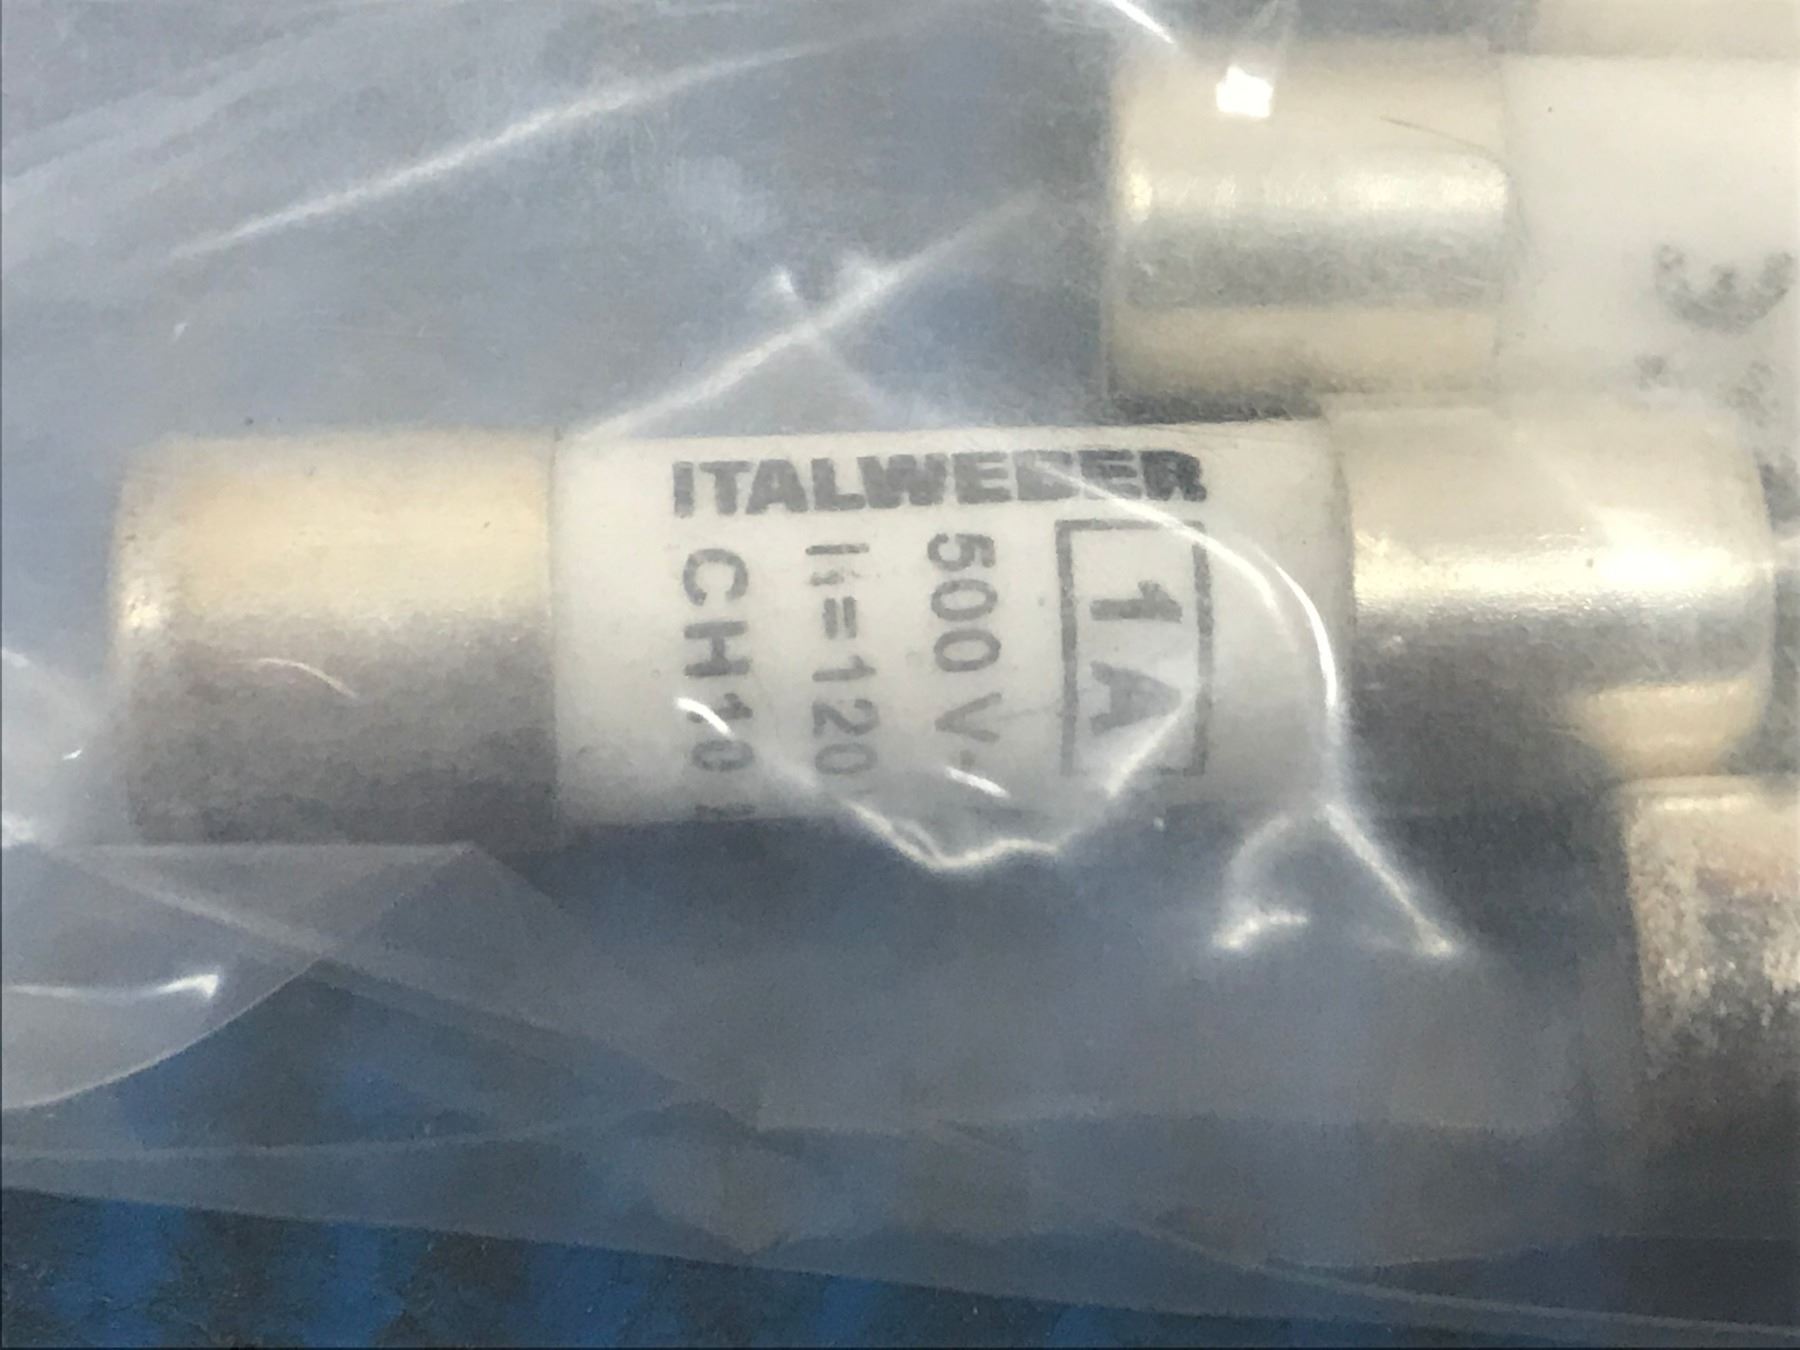 ITALWEBER
1A
500 V
I₁=120
CH10